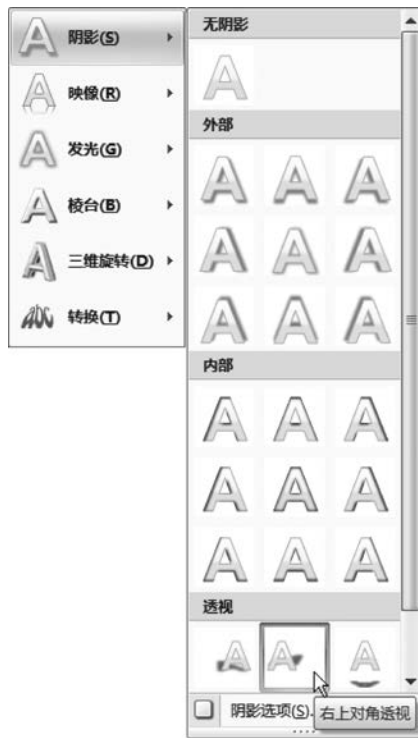 阴影(S)
映像(R)
发光(G)
棱台(B)
三维旋转(D)
abc 转换(T)
无阴影
外部
内部
透视
阴影选项(S).
右上对角透视